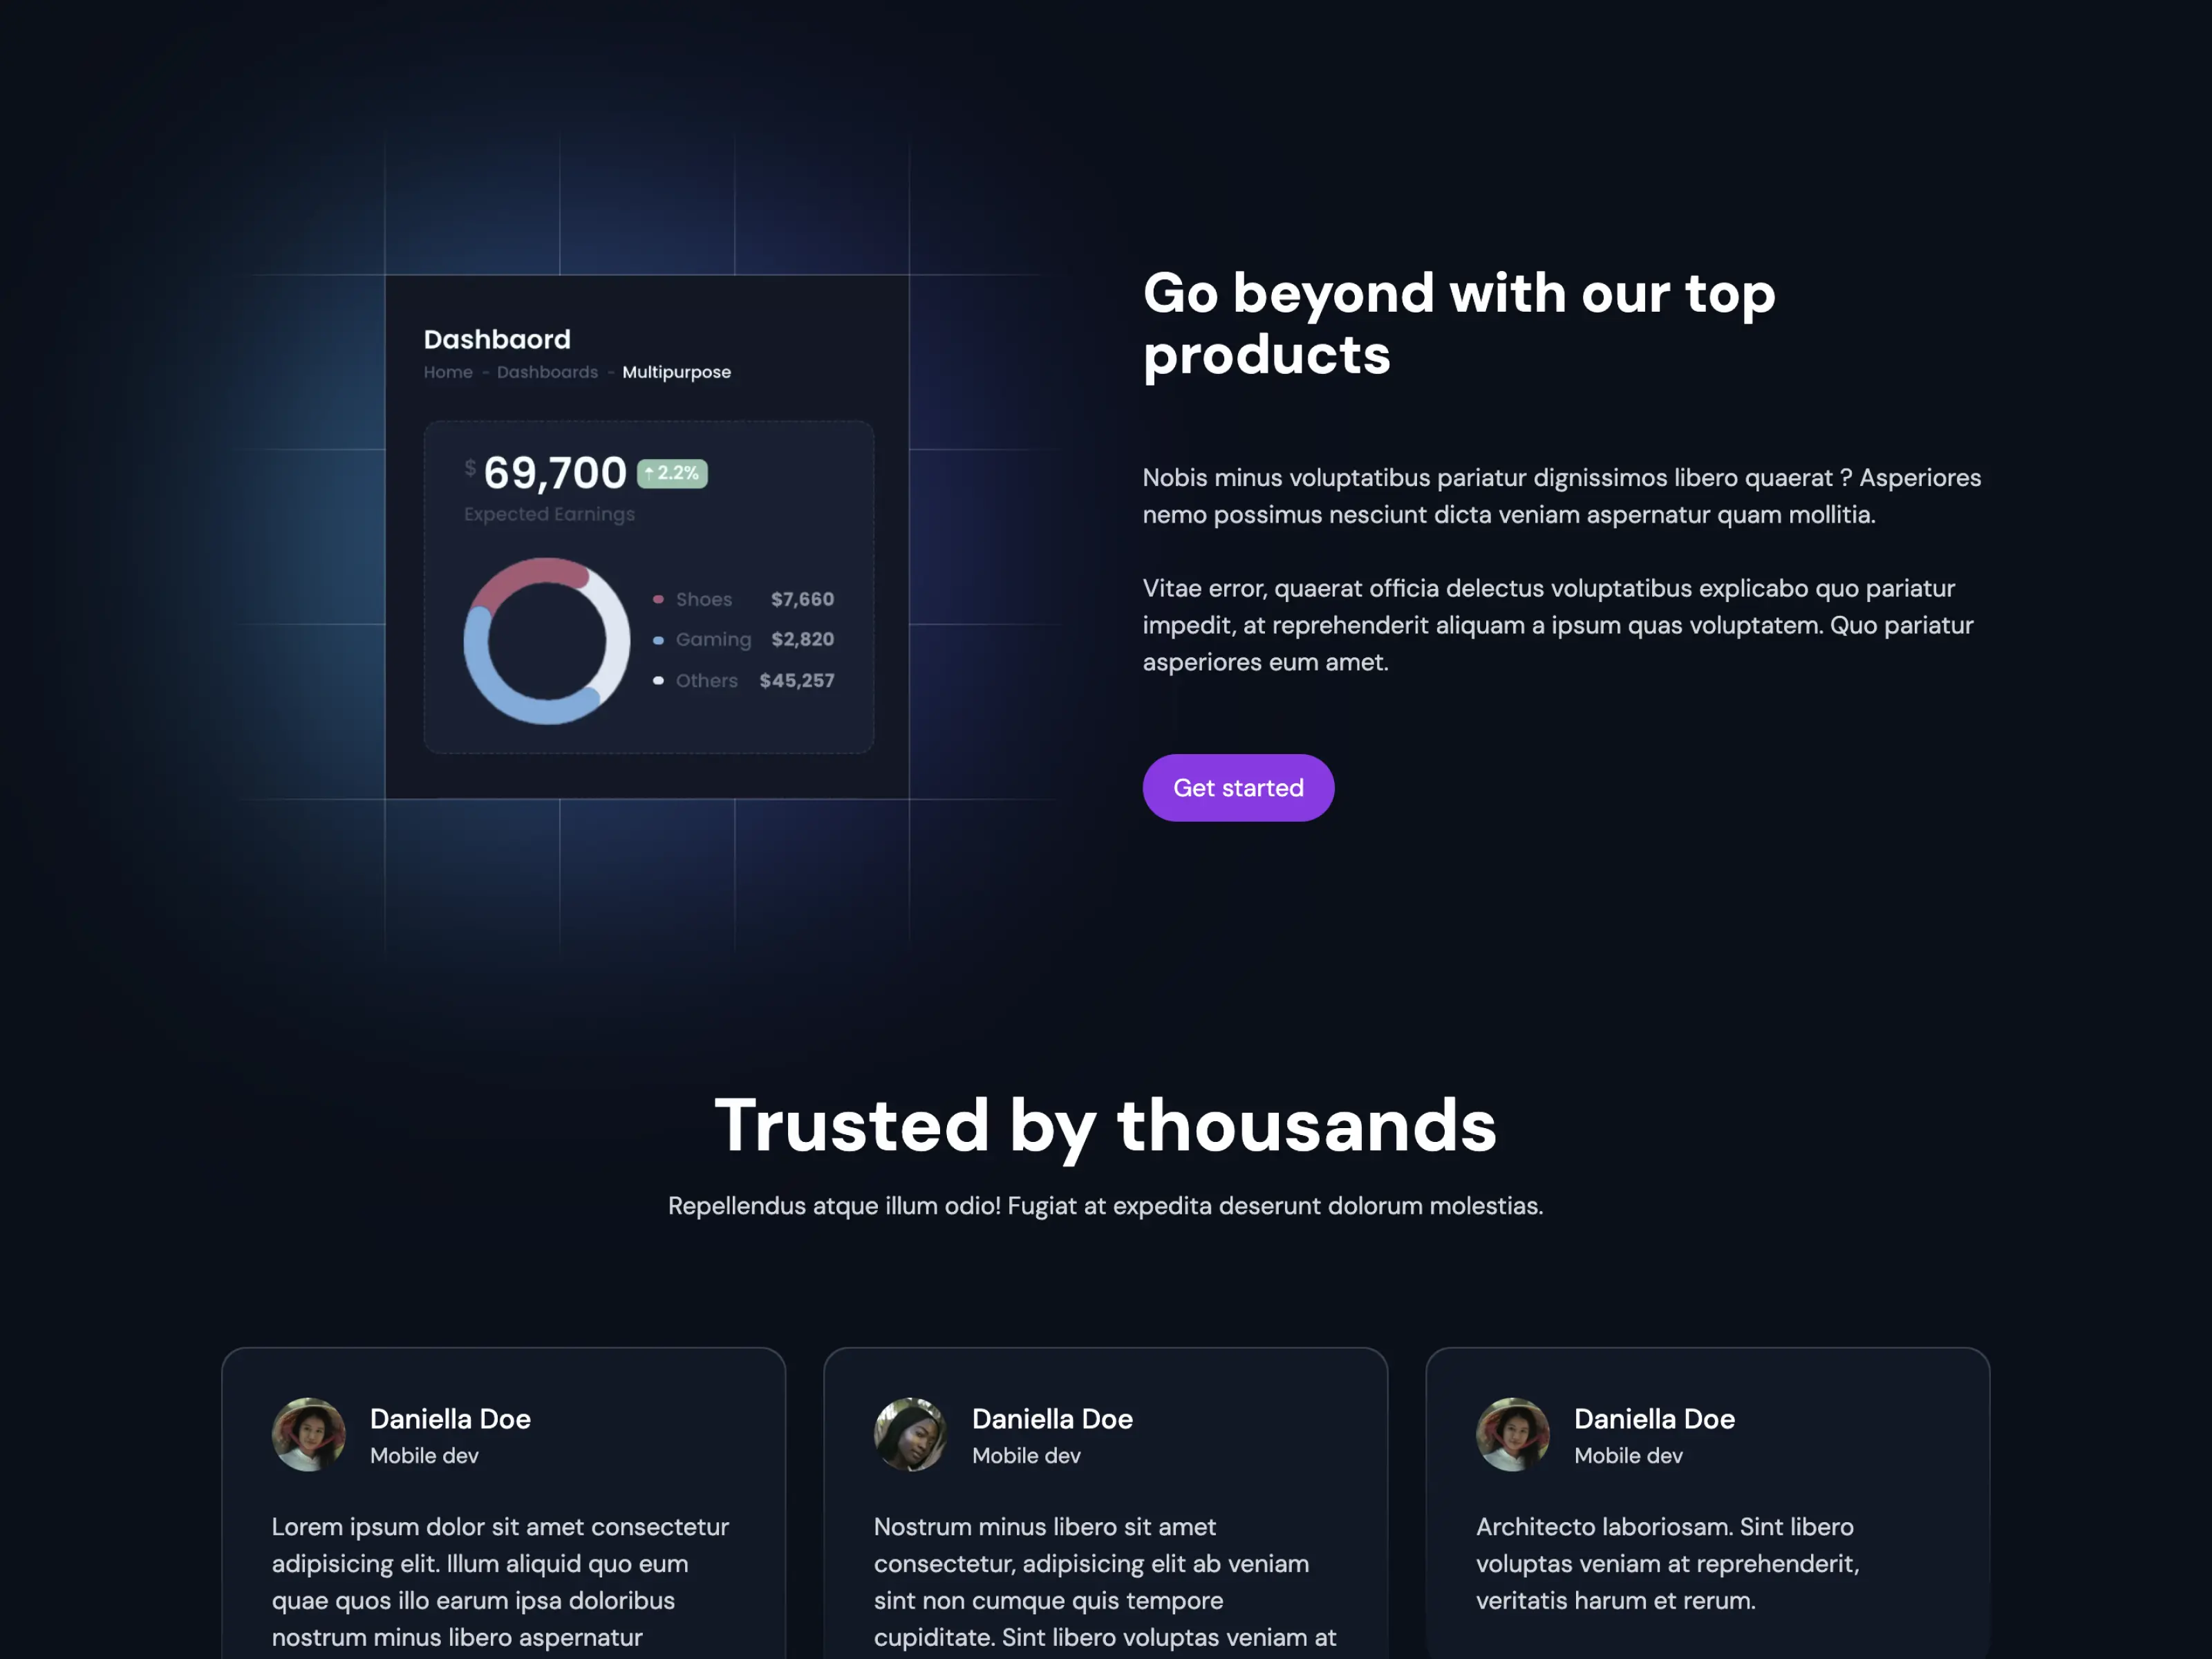 Dashbaord
Home - Dashboards - Multipurpose
$ 69,700 ↑ 2.2%
Expected Earnings
Shoes $7,660
Gaming $2,820
Others $45,257
Go beyond with our top
products
Nobis minus voluptatibus pariatur dignissimos libero quaerat ? Asperiores
nemo possimus nesciunt dicta veniam aspernatur quam mollitia.
Vitae error, quaerat officia delectus voluptatibus explicabo quo pariatur
impedit, at reprehenderit aliquam a ipsum quas voluptatem. Quo pariatur
asperiores eum amet.
Get started
Trusted by thousands
Repellendus atque illum odio! Fugiat at expedita deserunt dolorum molestias.
Daniella Doe
Mobile dev
Lorem ipsum dolor sit amet consectetur
adipisicing elit. Illum aliquid quo eum
quae quos illo earum ipsa doloribus
nostrum minus libero aspernatur
Daniella Doe
Mobile dev
Nostrum minus libero sit amet
consectetur, adipisicing elit ab veniam
sint non cumque quis tempore
cupiditate. Sint libero voluptas veniam at
Daniella Doe
Mobile dev
Architecto laboriosam. Sint libero
voluptas veniam at reprehenderit,
veritatis harum et rerum.